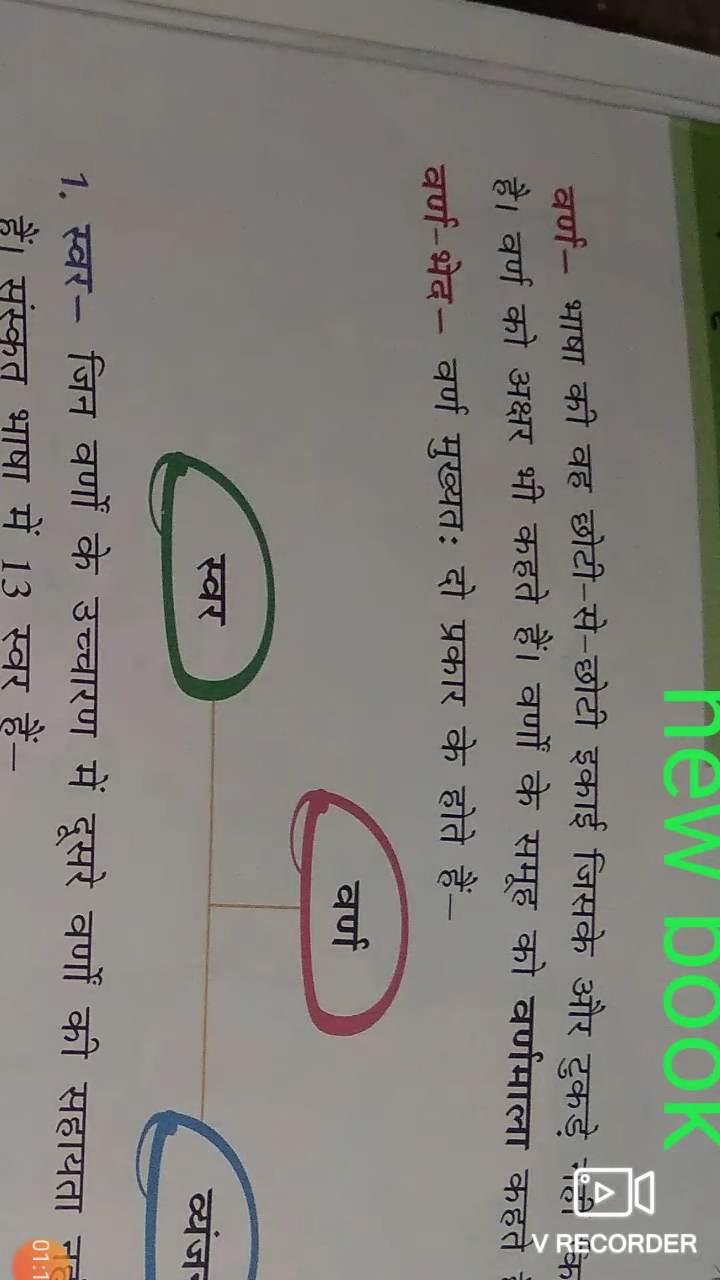 वर्ण– भाषा की वह छोटी-से-छोटी इकाई जिसके और टुकड़े
है। वर्ण को अक्षर भी कहते हैं। वर्णों के समूह को वर्णमाला कहते
वर्ण-भेद– वर्ण मुख्यतः दो प्रकार के होते हैं–
वर्ण
स्वर
1. स्वर– जिन वर्णों के उच्चारण में दूसरे वर्णों की सहायता
हैं। संस्कृत भाषा में 13 स्वर हैं–
new book
V RECORDER